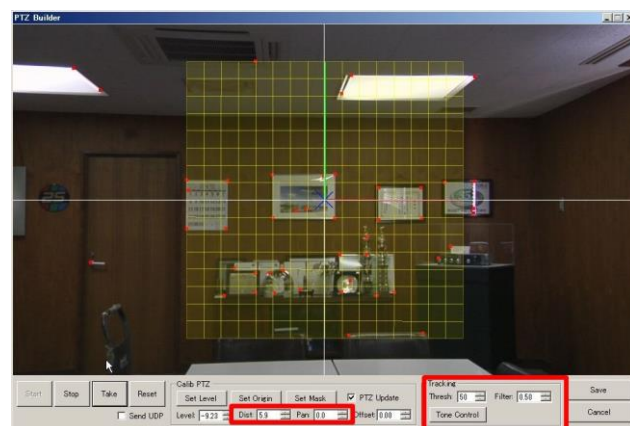 PTZ Builder
Calib PTZ
Tracking
Start
Stop
Take
Reset
Set Level
Set Origin
Set Mask
PTZ Update
Thresh: 50
Filter: 0.50
Save
Send UDP
Level: -9.23
Dist: 5.9
Pan: 0.0
Offset: 0.00
Tone Control
Cancel